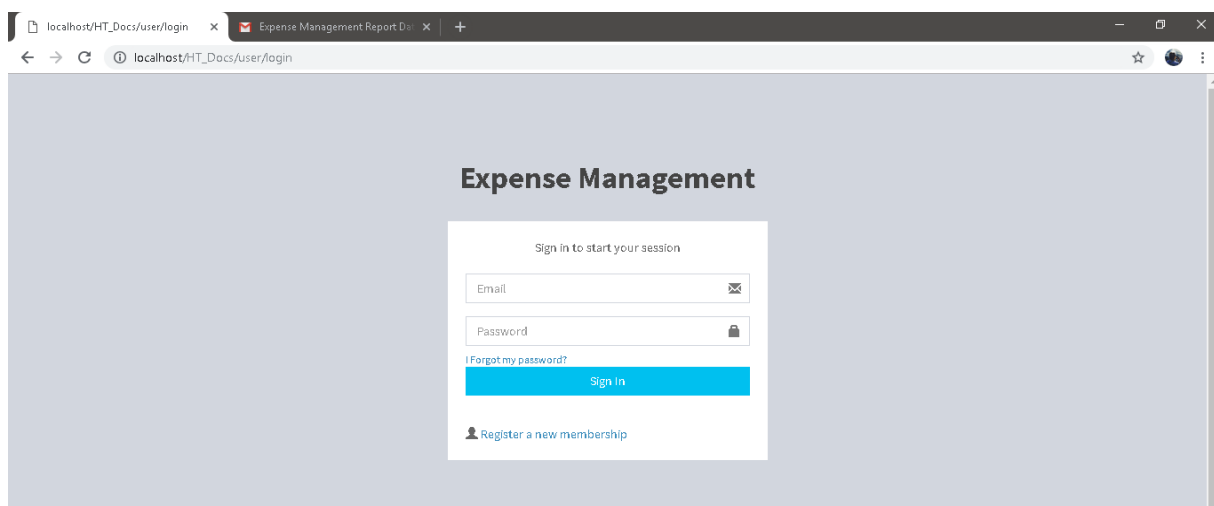 localhost/HT_Docs/user/login
Expense Management Report Dat
localhost/HT_Docs/user/login
Expense Management
Sign in to start your session
Email
Password
I Forgot my password?
Sign In
Register a new membership